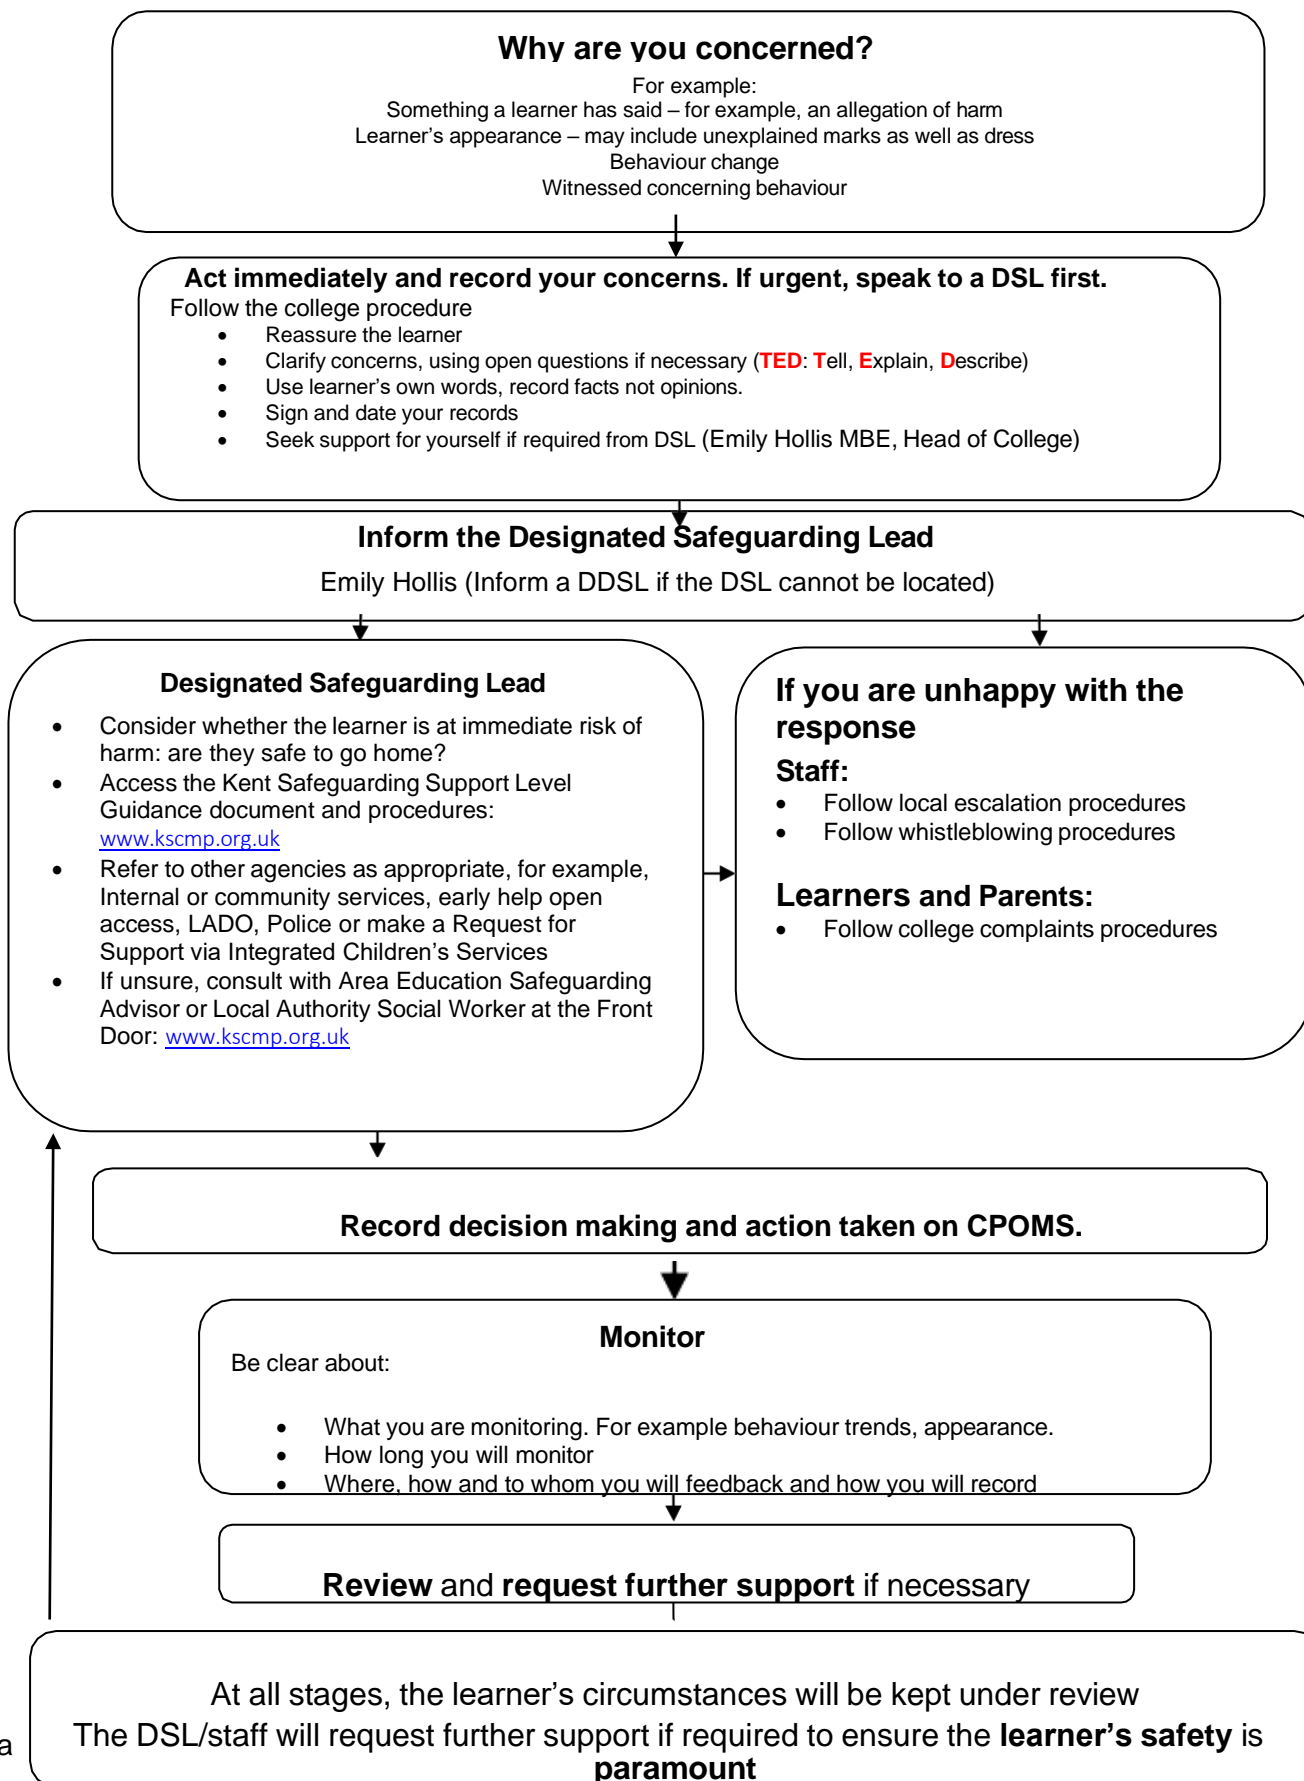 Why are you concerned?
For example:
Something a learner has said – for example, an allegation of harm
Learner's appearance – may include unexplained marks as well as dress
Behaviour change
Witnessed concerning behaviour
Act immediately and record your concerns. If urgent, speak to a DSL first.
Follow the college procedure
• Reassure the learner
• Clarify concerns, using open questions if necessary (TED: Tell, Explain, Describe)
• Use learner's own words, record facts not opinions.
• Sign and date your records
• Seek support for yourself if required from DSL (Emily Hollis MBE, Head of College)
Inform the Designated Safeguarding Lead
Emily Hollis (Inform a DDSL if the DSL cannot be located)
Designated Safeguarding Lead
• Consider whether the learner is at immediate risk of
harm: are they safe to go home?
• Access the Kent Safeguarding Support Level
Guidance document and procedures:
www.kscmp.org.uk
• Refer to other agencies as appropriate, for example,
Internal or community services, early help open
access, LADO, Police or make a Request for
Support via Integrated Children's Services
• If unsure, consult with Area Education Safeguarding
Advisor or Local Authority Social Worker at the Front
Door: www.kscmp.org.uk
If you are unhappy with the
response
Staff:
• Follow local escalation procedures
• Follow whistleblowing procedures
Learners and Parents:
• Follow college complaints procedures
Record decision making and action taken on CPOMS.
Monitor
Be clear about:
• What you are monitoring. For example behaviour trends, appearance.
• How long you will monitor
• Where, how and to whom you will feedback and how you will record
Review and request further support if necessary
At all stages, the learner's circumstances will be kept under review
The DSL/staff will request further support if required to ensure the learner's safety is
paramount
a